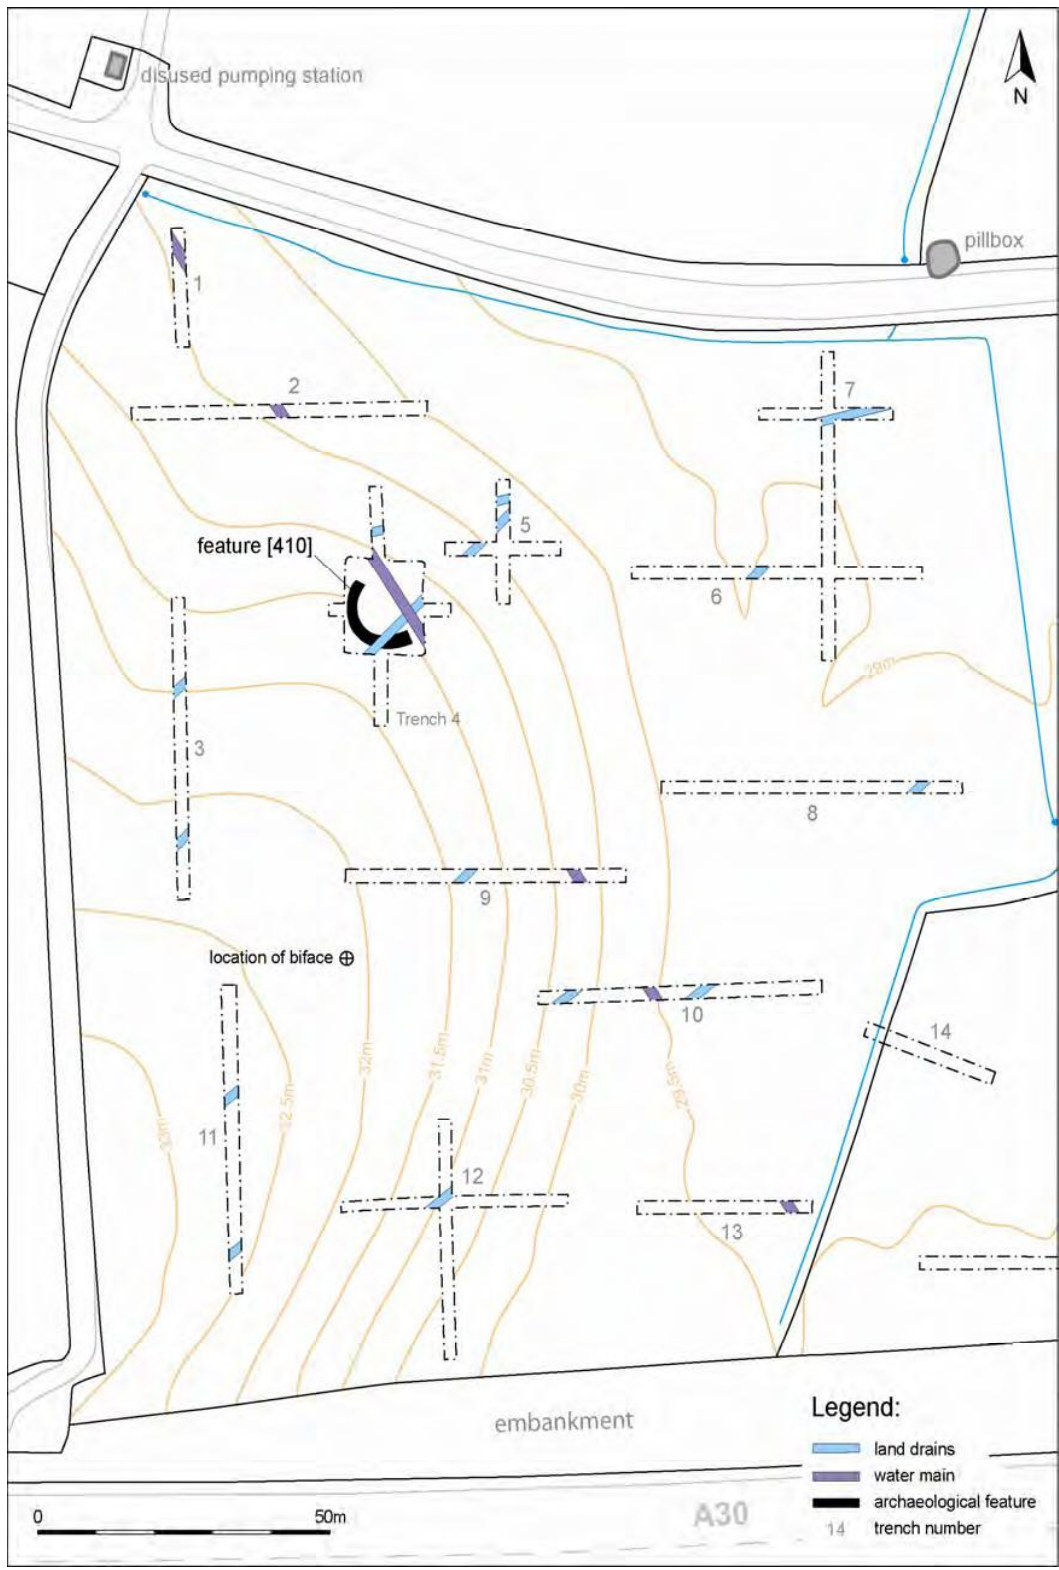 disused pumping station
N
pillbox
1
2
7
5
feature [410]
6
29m
Trench 4
3
8
9
location of biface
10
14
32m
31.5m
31m
30.5m
30m
29.5m
33m
32.5m
11
12
13
embankment
Legend:
land drains
water main
archaeological feature
14 trench number
0 50m
A30